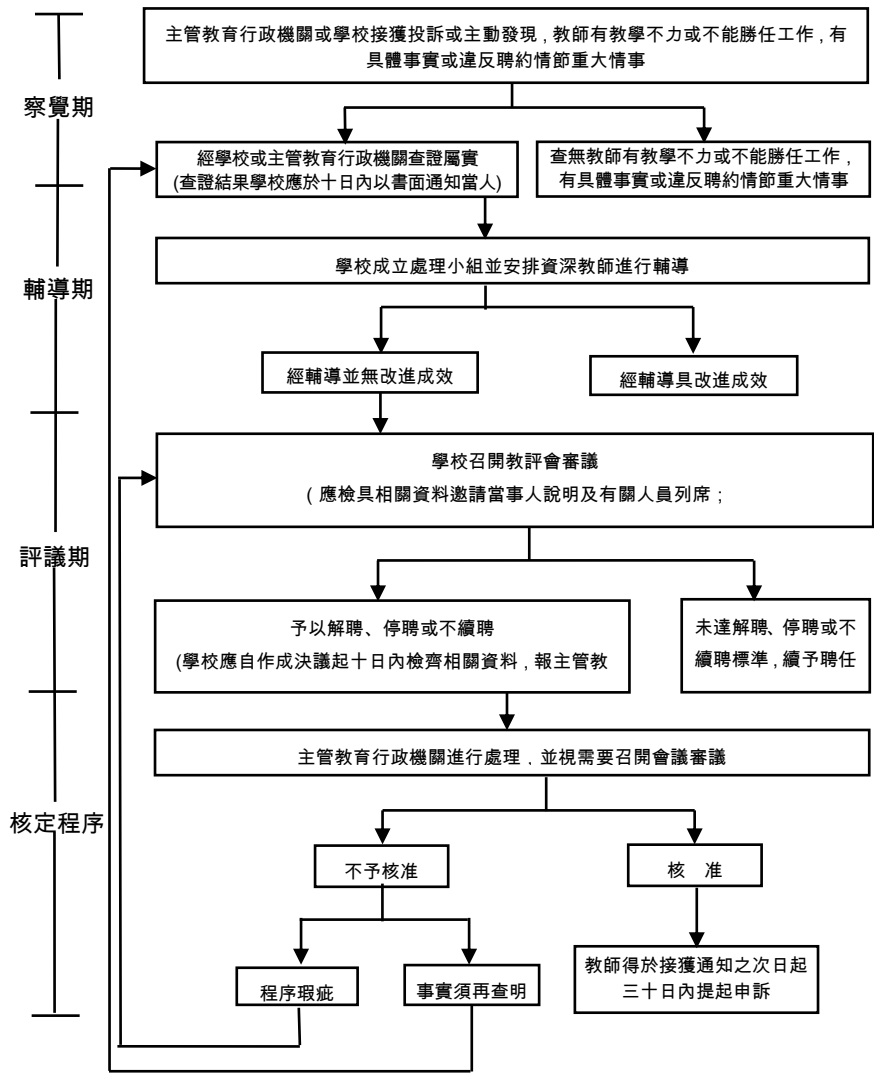 主管教育行政機關或學校接獲投訴或主動發現，教師有教學不力或不能勝任工作，有
具體事實或違反聘約情節重大情事
察覺期
經學校或主管教育行政機關查證屬實
(查證結果學校應於十日內以書面通知當人)
查無教師有教學不力或不能勝任工作，
有具體事實或違反聘約情節重大情事
輔導期
學校成立處理小組並安排資深教師進行輔導
經輔導並無改進成效
經輔導具改進成效
評議期
學校召開教評會審議
(應檢具相關資料邀請當事人說明及有關人員列席；
予以解聘、停聘或不續聘
(學校應自作成決議起十日內檢齊相關資料，報主管教
未達解聘、停聘或不
續聘標準，續予聘任
核定程序
主管教育行政機關進行處理，並視需要召開會議審議
不予核准
核　准
程序瑕疵
事實須再查明
教師得於接獲通知之次日起
三十日內提起申訴